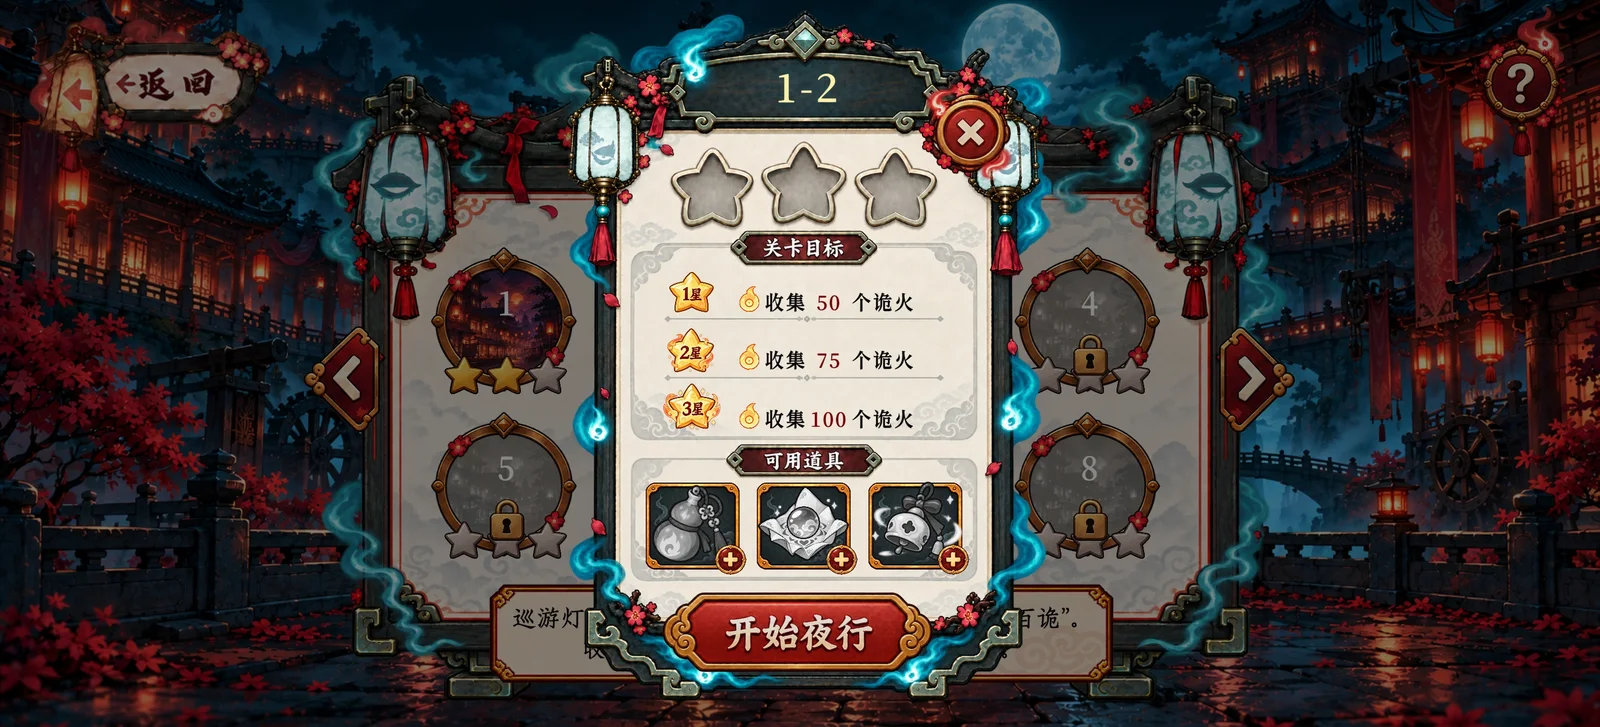 ←返回
1-2
?
关卡目标
1星 收集 50 个诡火
2星 收集 75 个诡火
3星 收集 100 个诡火
可用道具
开始夜行
1
4
5
8
巡游灯
百诡”。